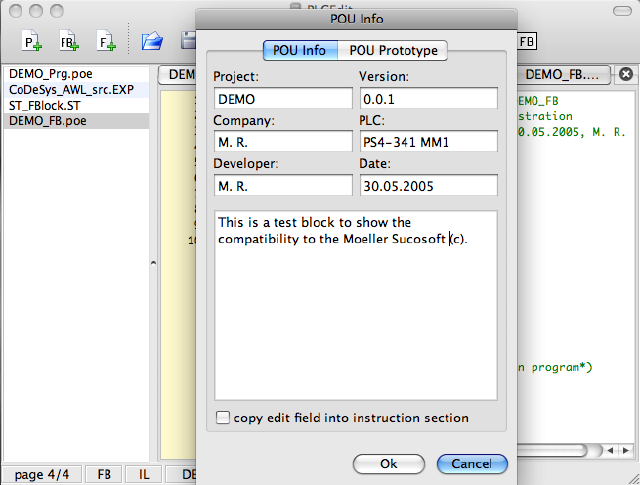 PLCEdit
POU Info
P
FB
F
FB
POU Info
POU Prototype
DEMO_Prg.poe
CoDeSys_AWL_src.EXP
ST_FBlock.ST
DEMO_FB.poe
DEM
DEMO_FB....
Project:
Version:
DEMO
0.0.1
Company:
PLC:
M. R.
PS4-341 MM1
Developer:
Date:
M. R.
30.05.2005
This is a test block to show the
compatibility to the Moeller Sucosoft (c).
EMO_FB
stration
0.05.2005, M. R.
n program*)
copy edit field into instruction section
Ok
Cancel
page 4/4
FB
IL
DE